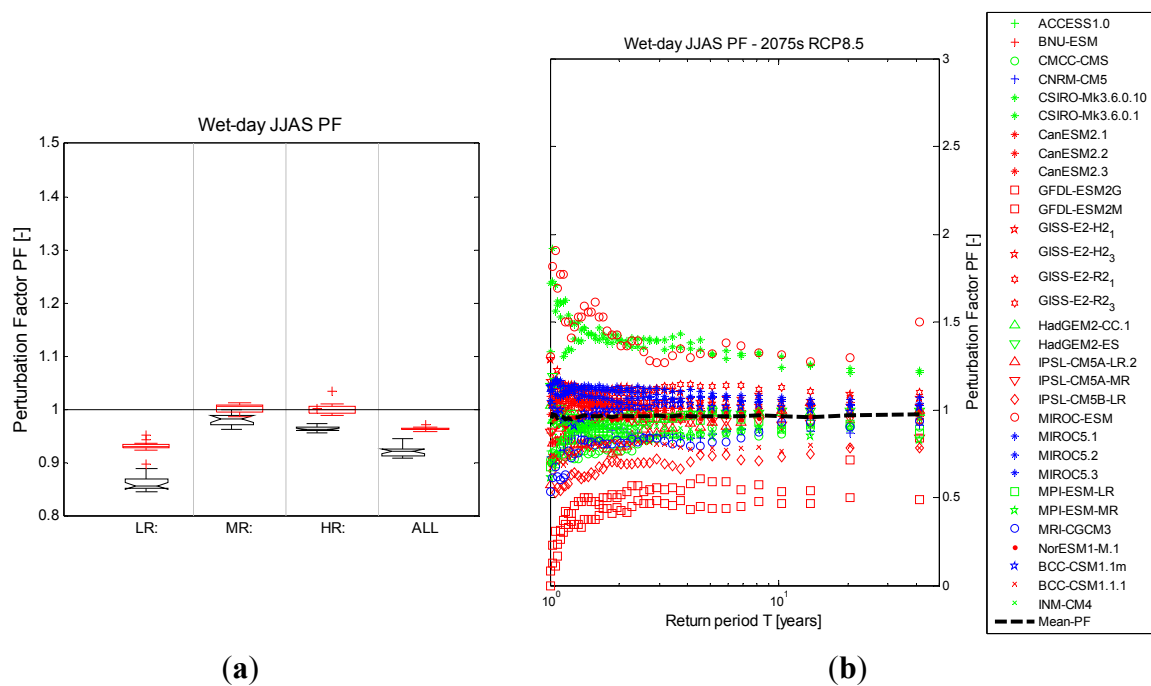 Wet-day JJAS PF
Perturbation Factor PF [-]
1.5
1.4
1.3
1.2
1.1
1
0.9
0.8
LR:
MR:
HR:
ALL
(a)
Wet-day JJAS PF - 2075s RCP8.5
3
2.5
2
1.5
1
0.5
0
Perturbation Factor PF [-]
10^0
10^1
Return period T [years]
(b)
ACCESS1.0
BNU-ESM
CMCC-CMS
CNRM-CM5
CSIRO-Mk3.6.0.10
CSIRO-Mk3.6.0.1
CanESM2.1
CanESM2.2
CanESM2.3
GFDL-ESM2G
GFDL-ESM2M
GISS-E2-H2_1
GISS-E2-H2_3
GISS-E2-R2_1
GISS-E2-R2_3
HadGEM2-CC.1
HadGEM2-ES
IPSL-CM5A-LR.2
IPSL-CM5A-MR
IPSL-CM5B-LR
MIROC-ESM
MIROC5.1
MIROC5.2
MIROC5.3
MPI-ESM-LR
MPI-ESM-MR
MRI-CGCM3
NorESM1-M.1
BCC-CSM1.1m
BCC-CSM1.1.1
INM-CM4
Mean-PF